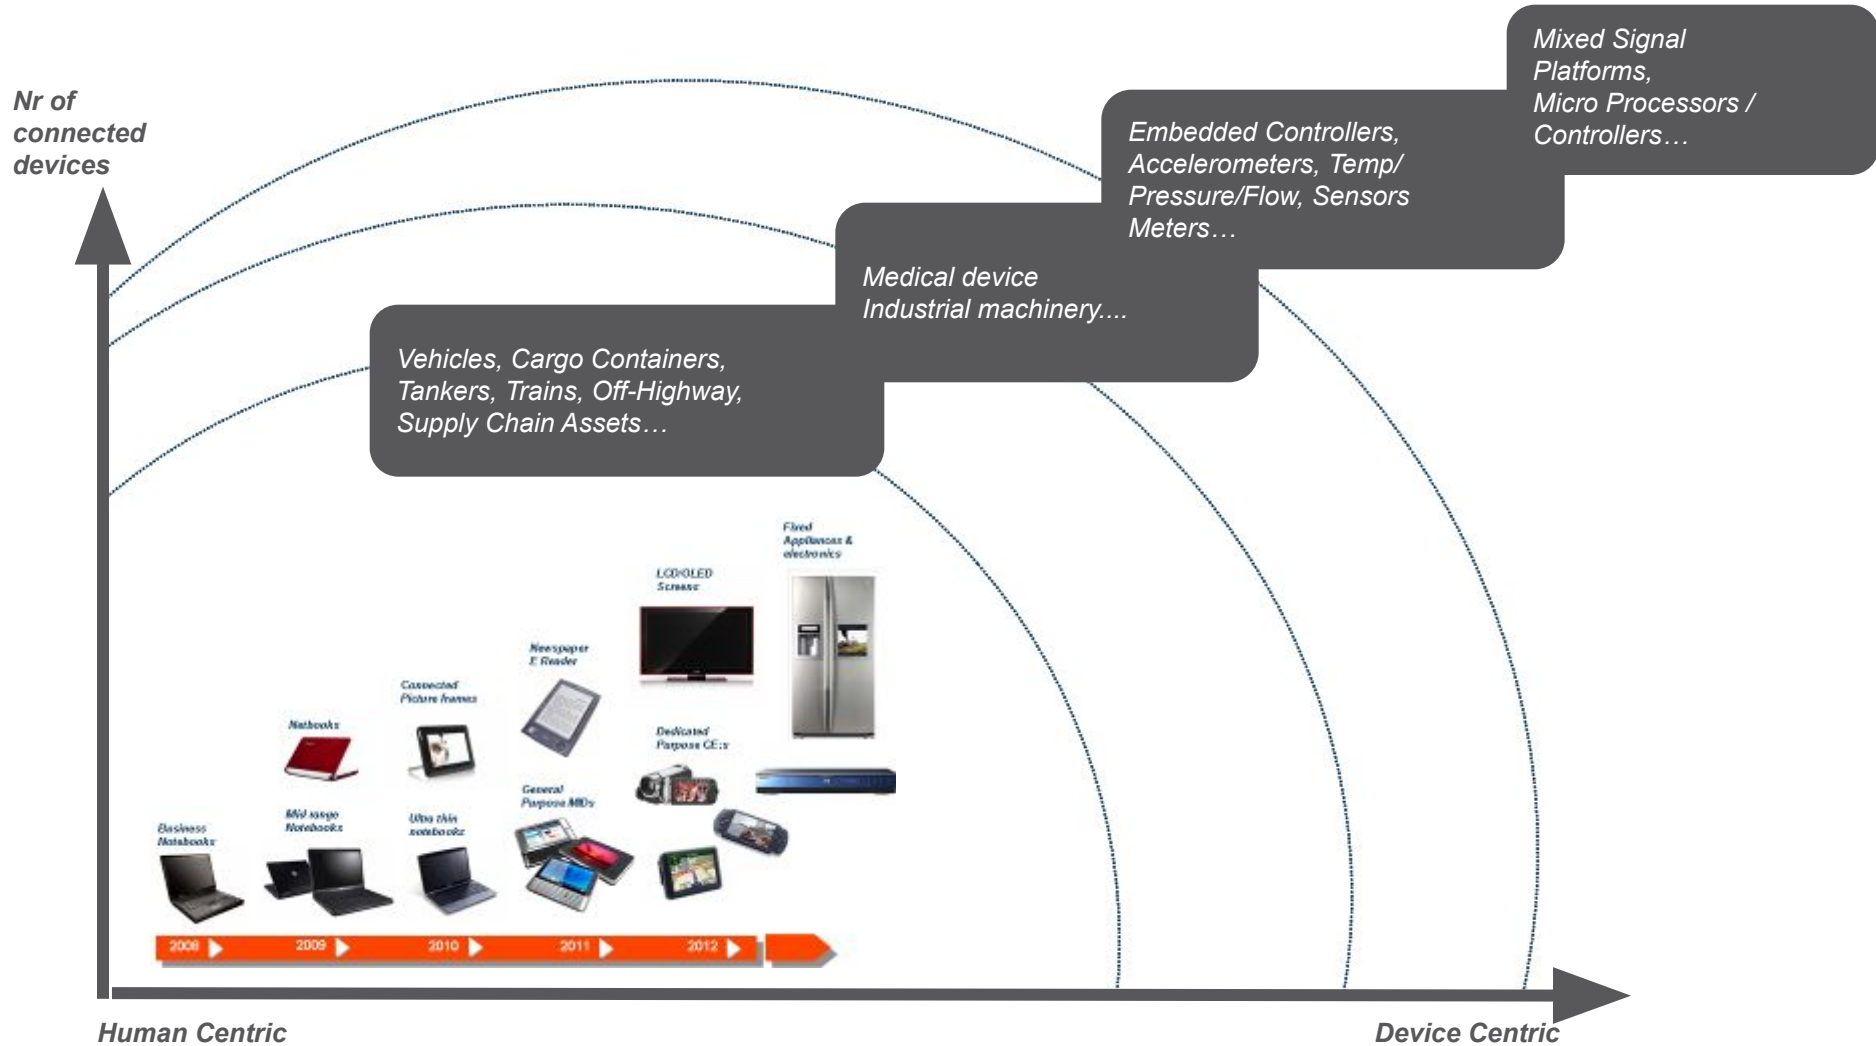 Mixed Signal
Platforms,
Micro Processors /
Controllers…
Nr of
connected
devices
Embedded Controllers,
Accelerometers, Temp/
Pressure/Flow, Sensors
Meters…
Medical device
Industrial machinery....
Vehicles, Cargo Containers,
Tankers, Trains, Off-Highway,
Supply Chain Assets…
Fixed
Appliances &
electronics
LCD/OLED
Screens
Newspaper
E Reader
Connected
Picture frames
Netbooks
Dedicated
Purpose CE:s
General
Purpose MIDs
Mid range
Notebooks
Ultra thin
notebooks
Business
Notebooks
2008
2009
2010
2011
2012
Human Centric
Device Centric